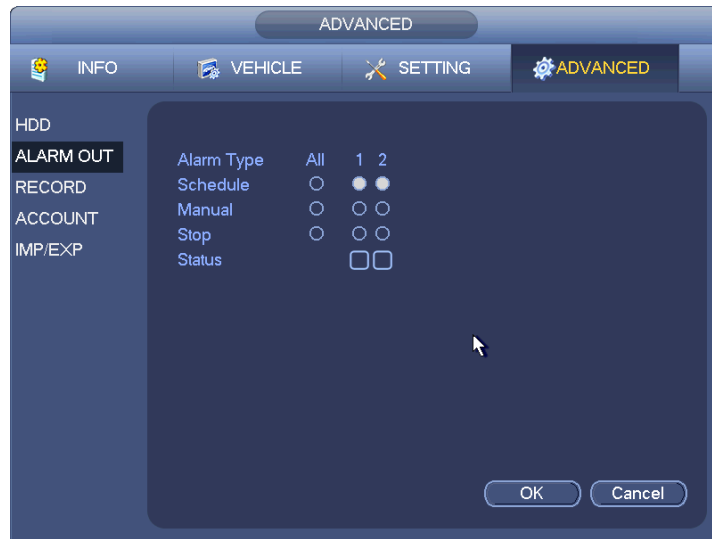 ADVANCED
INFO VEHICLE SETTING ADVANCED
HDD
ALARM OUT
RECORD
ACCOUNT
IMP/EXP
Alarm Type All 1 2
Schedule
Manual
Stop
Status
OK Cancel